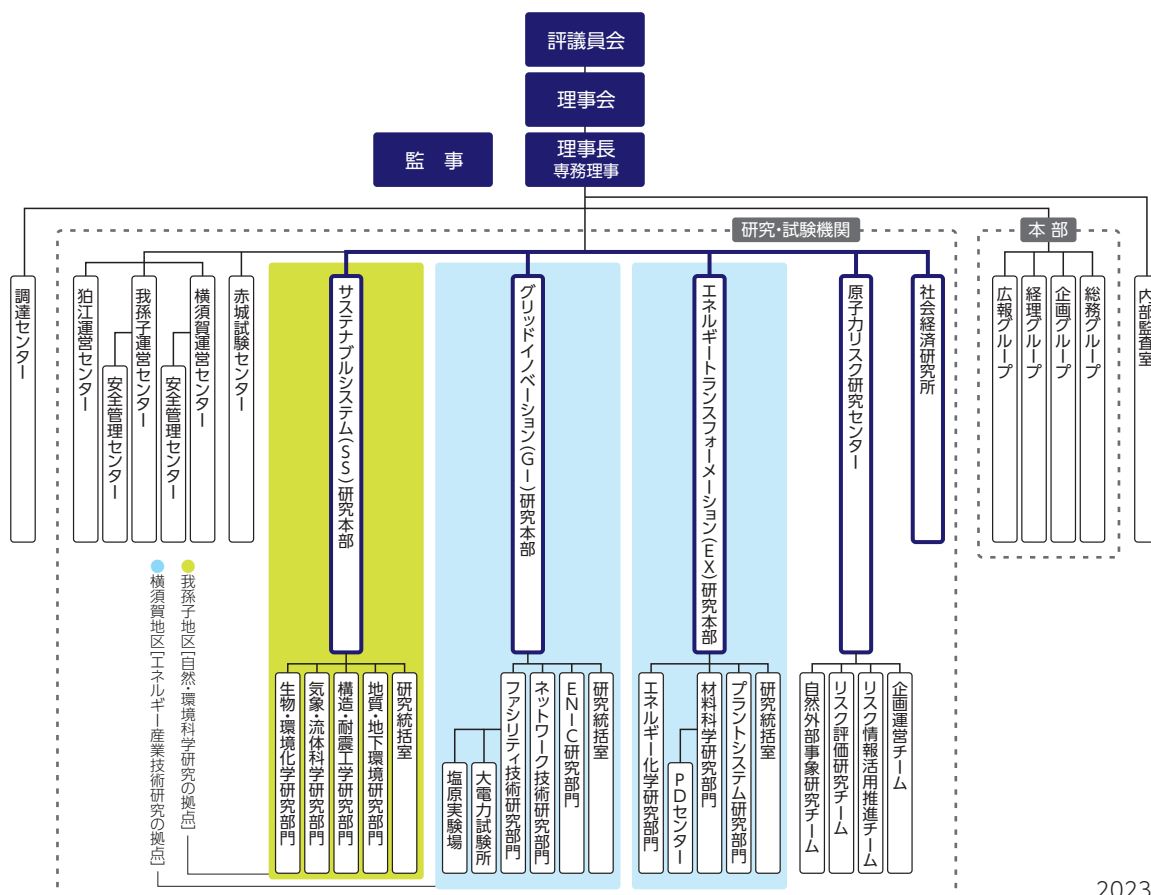 評議員会
理事会
監 事
理事長
専務理事
研究・試験機関
本 部
調達センター
狛江運営センター
安全管理センター
我孫子運営センター
安全管理センター
横須賀運営センター
赤城試験センター
サステナブルシステム(SS)研究本部
グリッドイノベーション(GI)研究本部
エネルギートランスフォーメーション(EX)研究本部
原子力リスク研究センター
社会経済研究所
広報グループ
経理グループ
企画グループ
総務グループ
内部監査室
横須賀地区[エネルギー産業技術研究の拠点]
我孫子地区[自然・環境科学研究の拠点]
生物・環境化学研究部門
気象・流体科学研究部門
構造・耐震工学研究部門
地質・地下環境研究部門
研究統括室
塩原実験場
大電力試験所
ファシリティ技術研究部門
ネットワーク技術研究部門
ENIC研究部門
研究統括室
エネルギー化学研究部門
PDセンター
材料科学研究部門
プラントシステム研究部門
研究統括室
自然外部事象研究チーム
リスク評価研究チーム
リスク情報活用推進チーム
企画運営チーム
2023